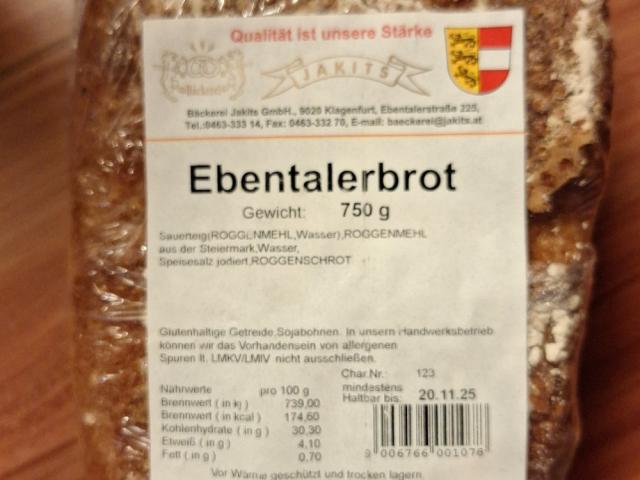 Qualität ist unsere Stärke
JAKITS
Bäckerei Jakits GmbH., 9020 Klagenfurt, Ebentalerstraße 225,
Tel.:0463-333 14, Fax: 0463-332 70, E-mail: baeckerei@jakits.at
Ebentalerbrot
Gewicht: 750 g
Sauerteig(ROGGENMEHL,Wasser),ROGGENMEHL
aus der Steiermark,Wasser,
Speisesalz jodiert,ROGGENSCHROT
Glutenhaltige Getreide,Sojabohnen. In unserm Handwerksbetrieb
können wir das Vorhandensein von allergenen
Spuren lt. LMKV/LMIV nicht ausschließen.
Char.Nr.: 123
mindestens
Haltbar bis: 20.11.25
Nährwerte pro 100 g
Brennwert ( in kj ) 739,00
Brennwert ( in kcal ) 174,60
Kohlenhydrate ( in g ) 30,30
Etweiß ( in g ) 4,10
Fett ( in g ) 0,70
9 006766 001076
Vor Wärme geschützt und trocken lagern.